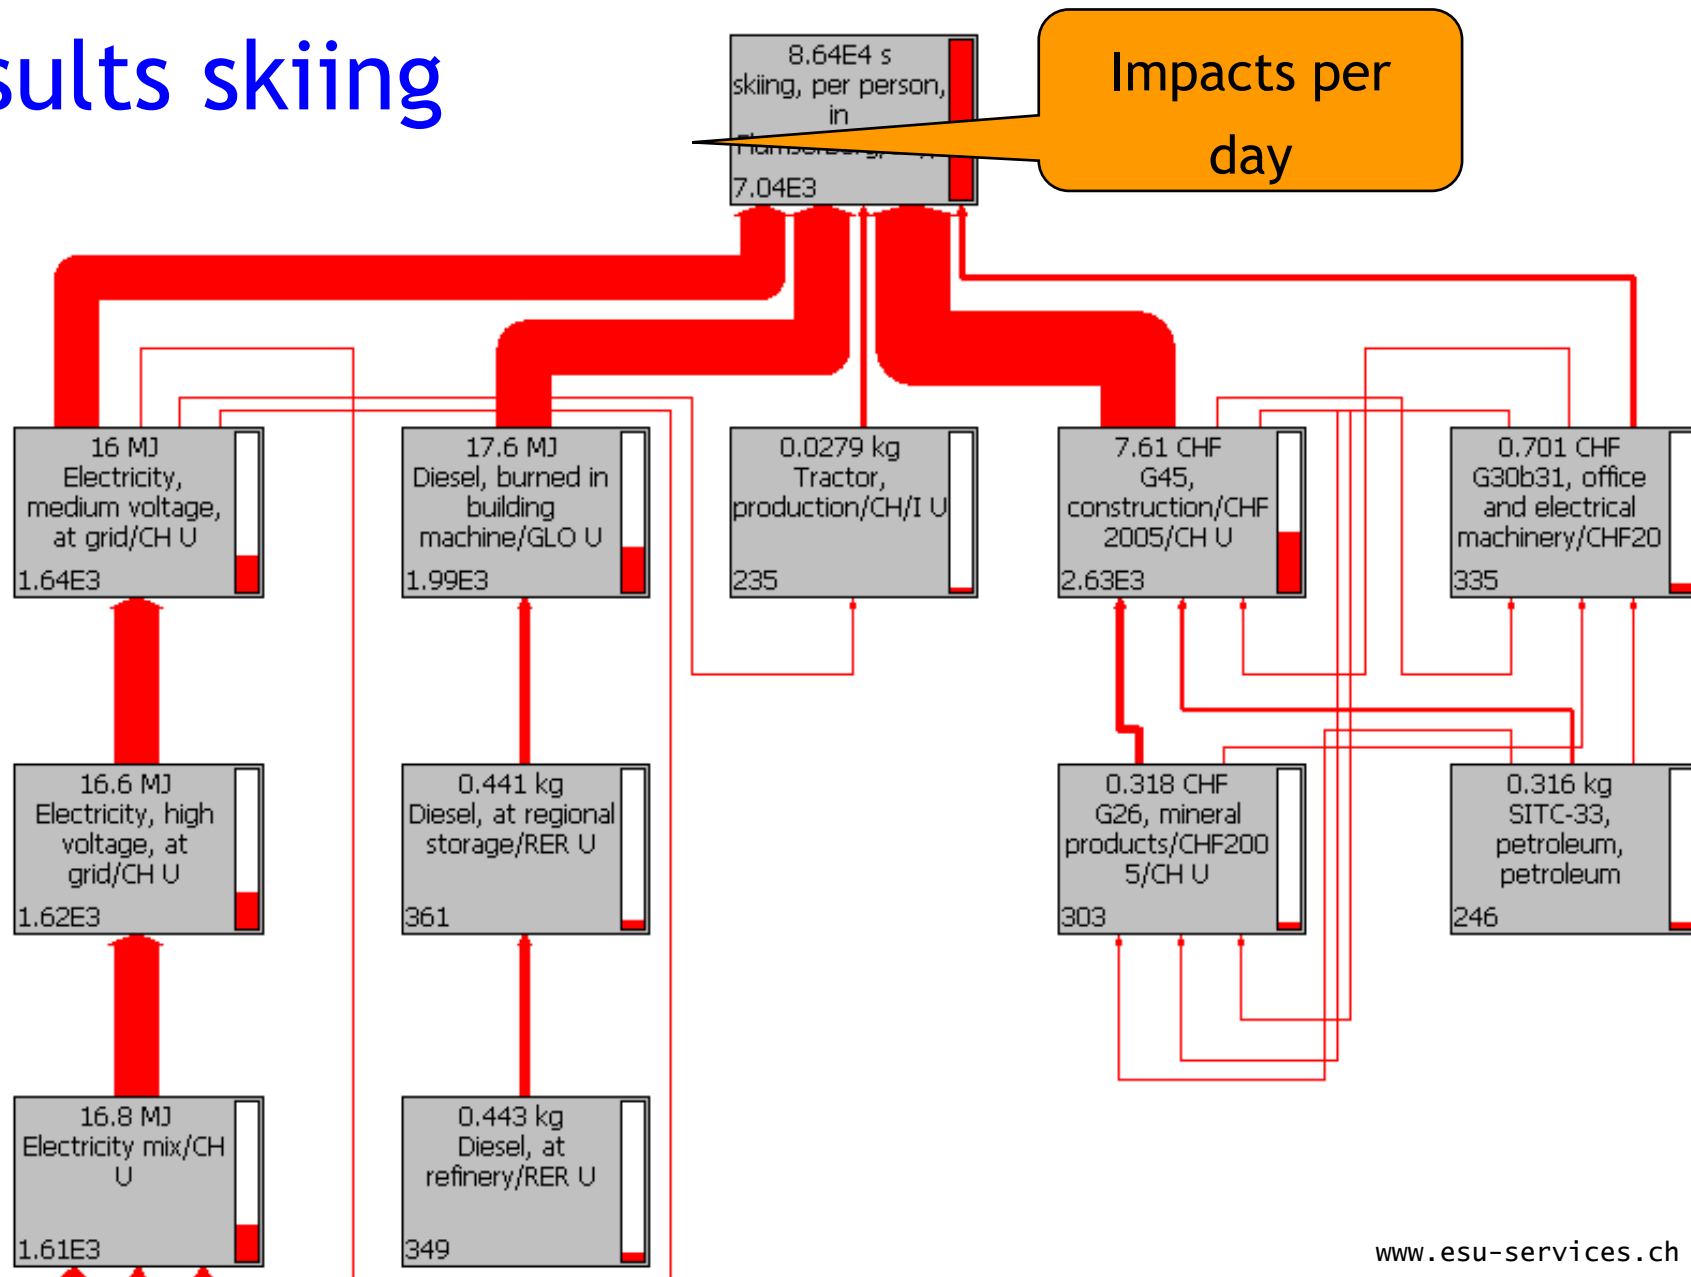 sults skiing
8.64E4 s
skiing, per person,
in
7.04E3
Impacts per
day
16 MJ
Electricity,
medium voltage,
at grid/CH U
1.64E3
17.6 MJ
Diesel, burned in
building
machine/GLO U
1.99E3
0.0279 kg
Tractor,
production/CH/I U
235
7.61 CHF
G45,
construction/CHF
2005/CH U
2.63E3
0.701 CHF
G30b31, office
and electrical
machinery/CHF20
335
16.6 MJ
Electricity, high
voltage, at
grid/CH U
1.62E3
0.441 kg
Diesel, at regional
storage/RER U
361
0.318 CHF
G26, mineral
products/CHF200
5/CH U
303
0.316 kg
SITC-33,
petroleum,
petroleum
246
16.8 MJ
Electricity mix/CH
U
1.61E3
0.443 kg
Diesel, at
refinery/RER U
349
www.esu-services.ch